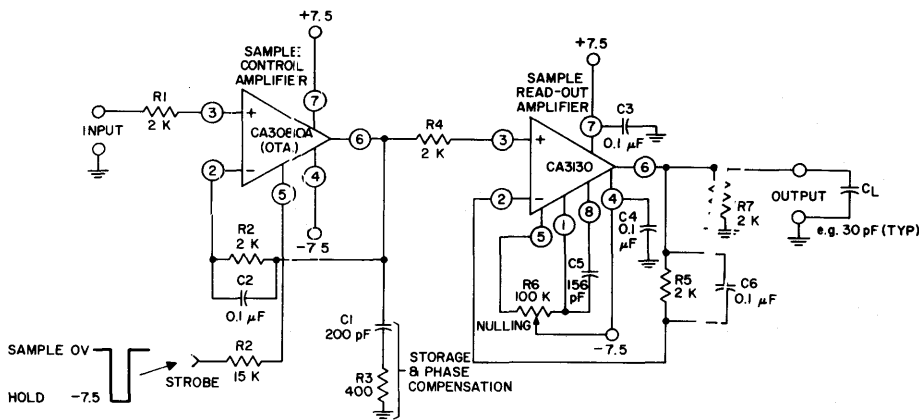 +7.5
SAMPLE
CONTROL
AMPLIFIER
7
R1
2 K
3
+
INPUT
CA3080A
(OTA)
6
2
-
5
4
-7.5
R2
2 K
C2
0.1 µF
SAMPLE 0V
HOLD -7.5
STROBE
R2
15 K
C1
200 pF
R3
400
STORAGE
& PHASE
COMPENSATION
R4
2 K
+7.5
SAMPLE
READ-OUT
AMPLIFIER
7
C3
0.1 µF
3
+
CA3130
6
2
-
5
1
8
4
C4
0.1
µF
R6
100 K
NULLING
C5
156
pF
-7.5
R5
2 K
C6
0.1 µF
R7
2 K
OUTPUT
CL
e.g. 30 pF (TYP)